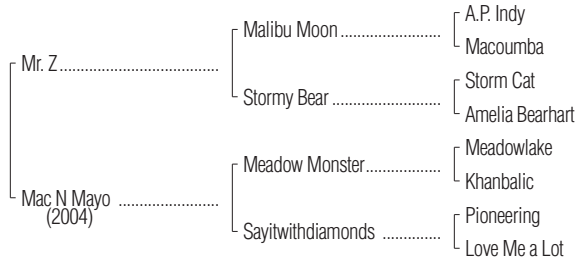 A.P. Indy
Malibu Moon
Macoumba
Mr. Z
Storm Cat
Stormy Bear
Amelia Bearhart
Meadowlake
Meadow Monster
Khanbalic
Mac N Mayo
(2004)
Pioneering
Sayitwithdiamonds
Love Me a Lot